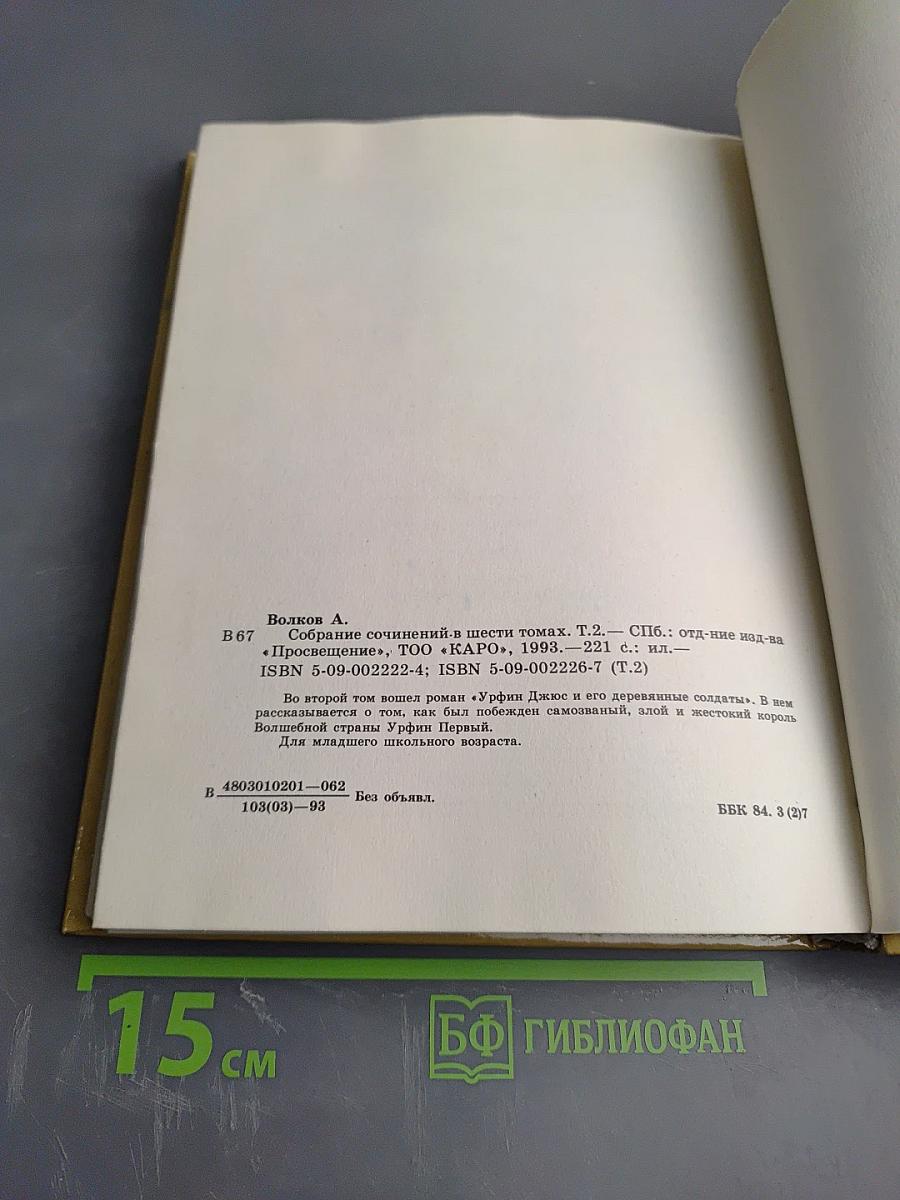 Волков А.
В 67 Собрание сочинений в шести томах. Т.2.— СПб.: отд-ние изд-ва
«Просвещение», ТОО «КАРО», 1993.—221 с.: ил.—
ISBN 5-09-002222-4; ISBN 5-09-002226-7 (Т.2)
Во второй том вошел роман «Урфин Джюс и его деревянные солдаты». В нем
рассказывается о том, как был побежден самозваный, злой и жестокий король
Волшебной страны Урфин Первый.
Для младшего школьного возраста.
В 4803010201—062
103(03)—93 Без объявл.
ББК 84. 3 (2)7
15 см
БФ ГИБЛИОФАН